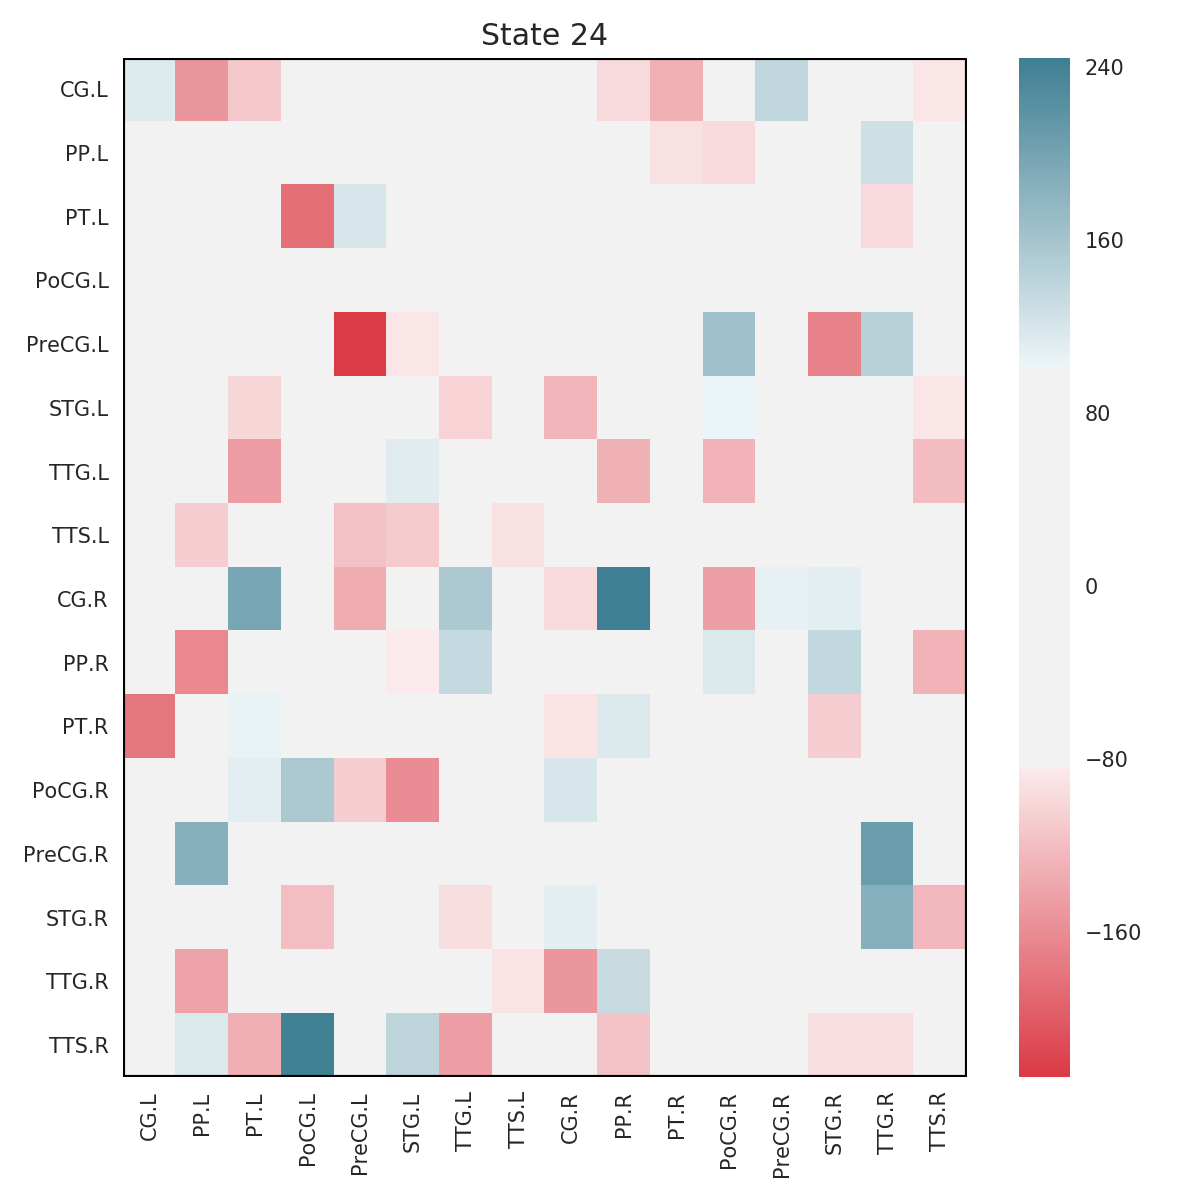 State 24
CG.L
PP.L
PT.L
PoCG.L
PreCG.L
STG.L
TTG.L
TTS.L
CG.R
PP.R
PT.R
PoCG.R
PreCG.R
STG.R
TTG.R
TTS.R
CG.L
PP.L
PT.L
PoCG.L
PreCG.L
STG.L
TTG.L
TTS.L
CG.R
PP.R
PT.R
PoCG.R
PreCG.R
STG.R
TTG.R
TTS.R
240
160
80
0
−80
−160